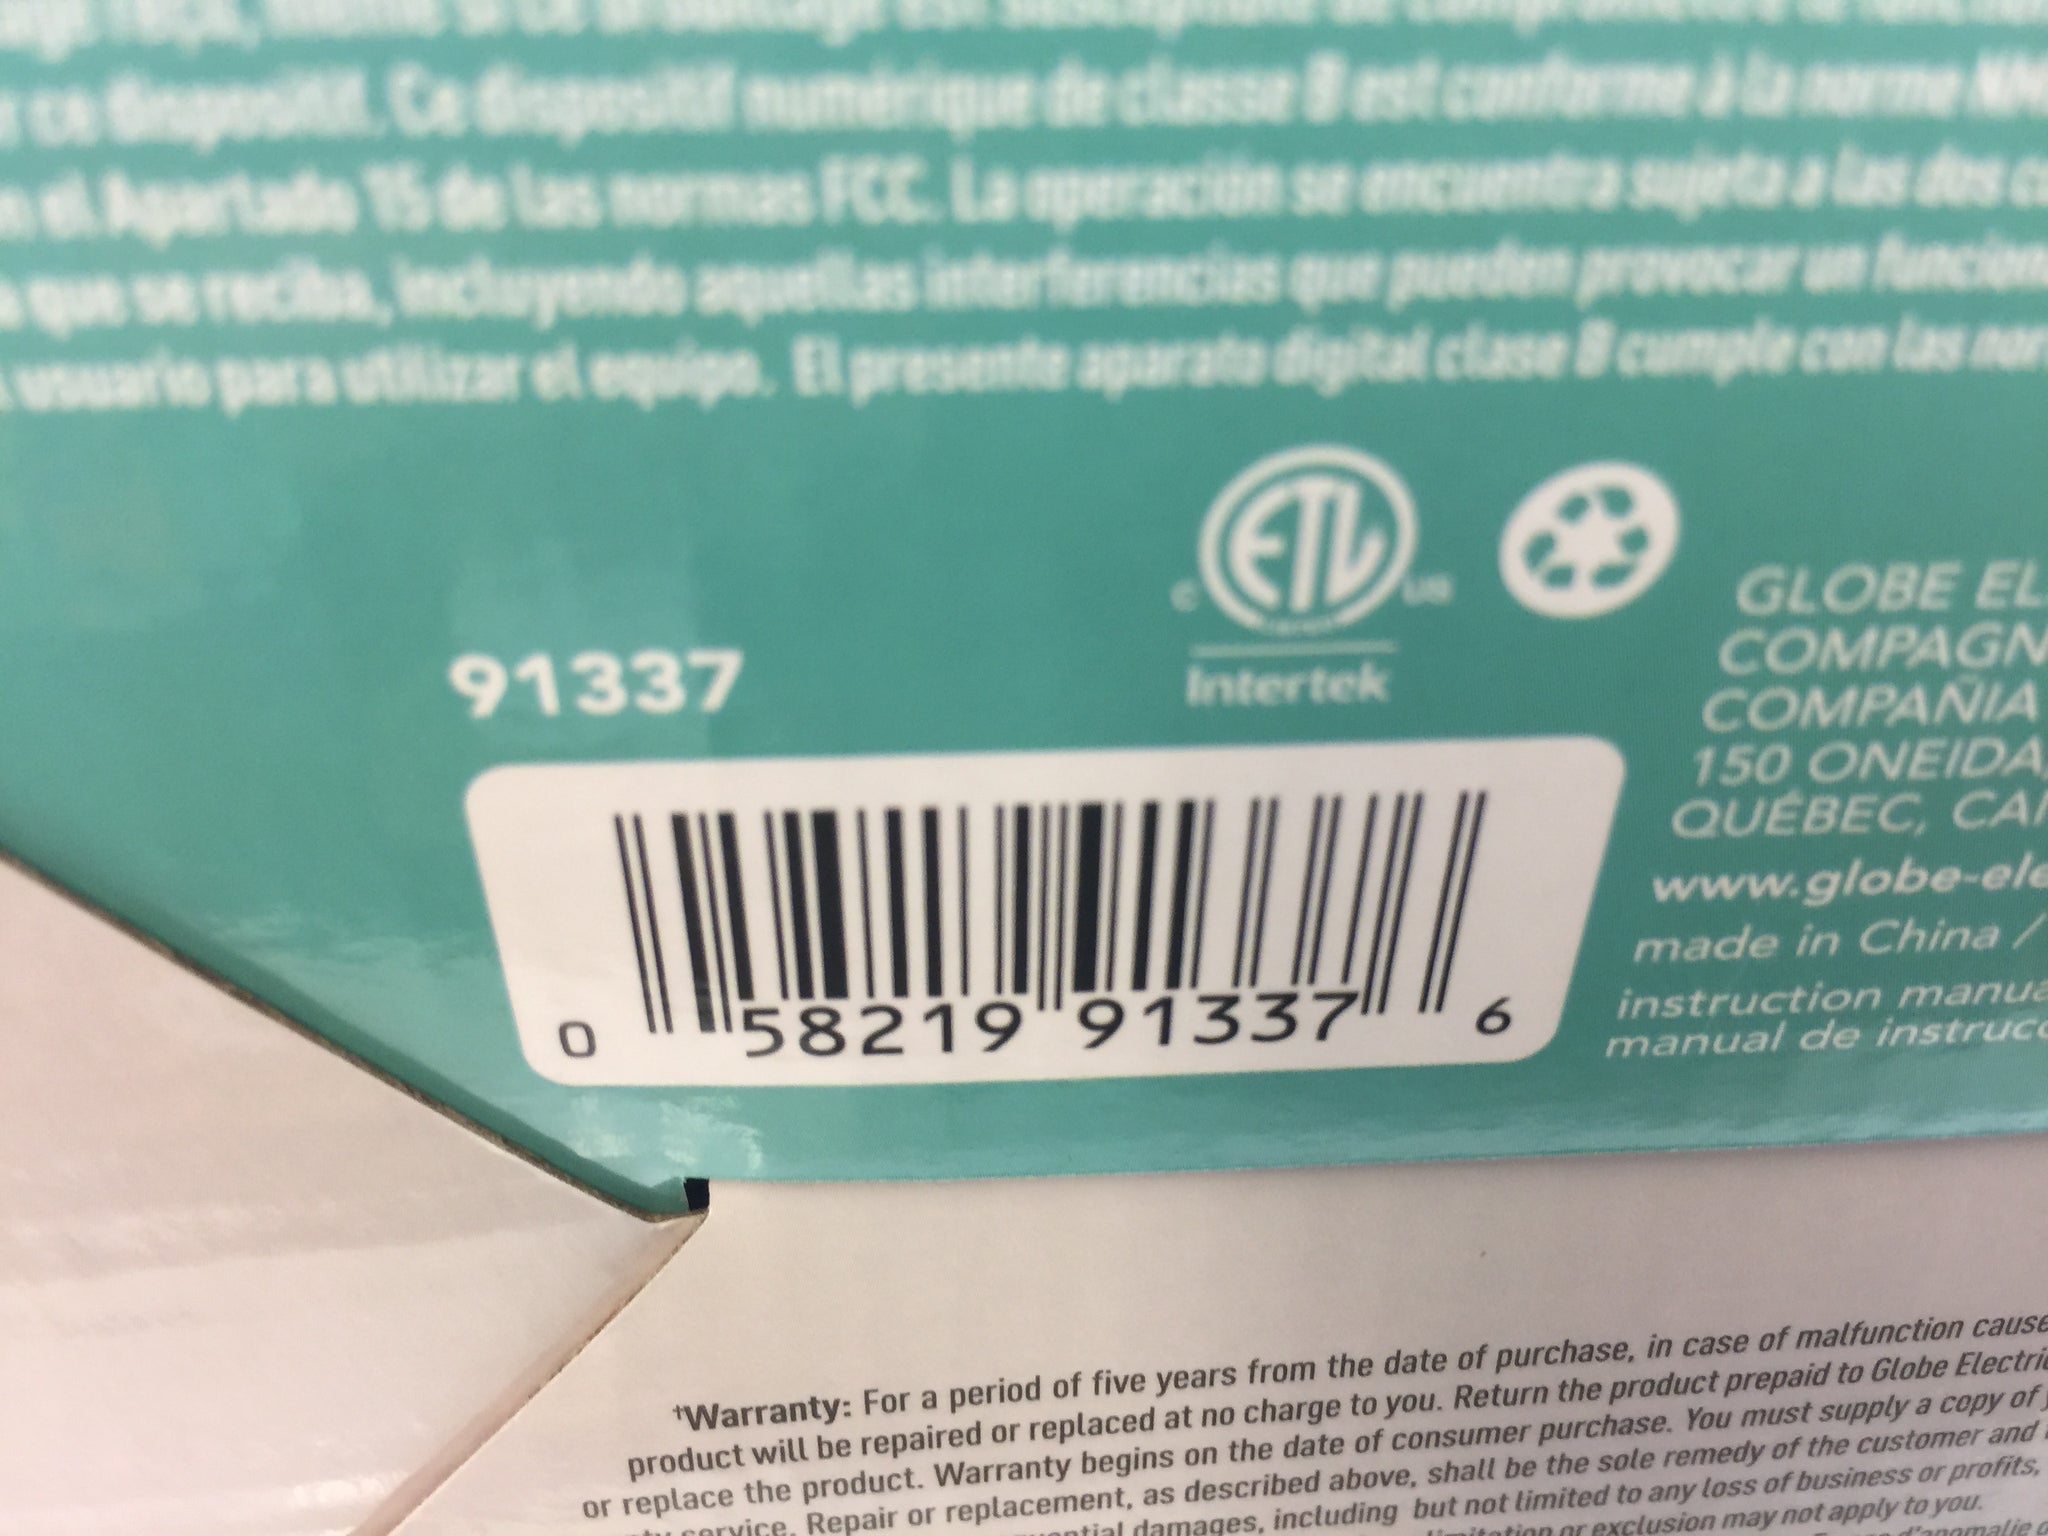 r ce dispositif. Ce dispositif numérique de classe B est conforme à la norme
el Apartado 15 de las normas FCC. La operación se encuentra sujeta a las dos
que se reciba, incluyendo aquellas interferencias que pueden provocar un funcion
usuario para utilizar el equipo. El presente aparato digital clase B cumple con las nor
ETL
C US
Intertek
91337
GLOBE EL
COMPAGN
COMPAÑIA
150 ONEIDA,
QUÉBEC, CA
www.globe-ele
made in China /
instruction manua
manual de instrucc
0 58219 91337 6
†Warranty: For a period of five years from the date of purchase, in case of malfunction cause
product will be repaired or replaced at no charge to you. Return the product prepaid to Globe Electric
or replace the product. Warranty begins on the date of consumer purchase. You must supply a copy of
service. Repair or replacement, as described above, shall be the sole remedy of the customer and
damages, including but not limited to any loss of business or profits,
or exclusion may not apply to you.